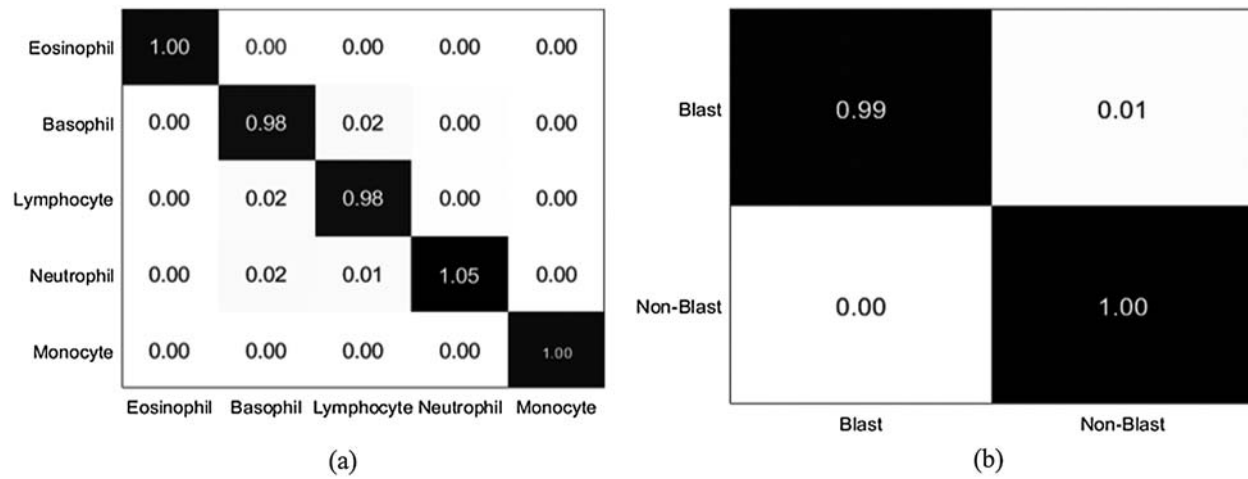 Eosinophil 1.00 0.00 0.00 0.00 0.00
Basophil 0.00 0.98 0.02 0.00 0.00
Lymphocyte 0.00 0.02 0.98 0.00 0.00
Neutrophil 0.00 0.02 0.01 1.05 0.00
Monocyte 0.00 0.00 0.00 0.00 1.00
Eosinophil Basophil Lymphocyte Neutrophil Monocyte
(a)
Blast 0.99 0.01
Non-Blast 0.00 1.00
Blast Non-Blast
(b)